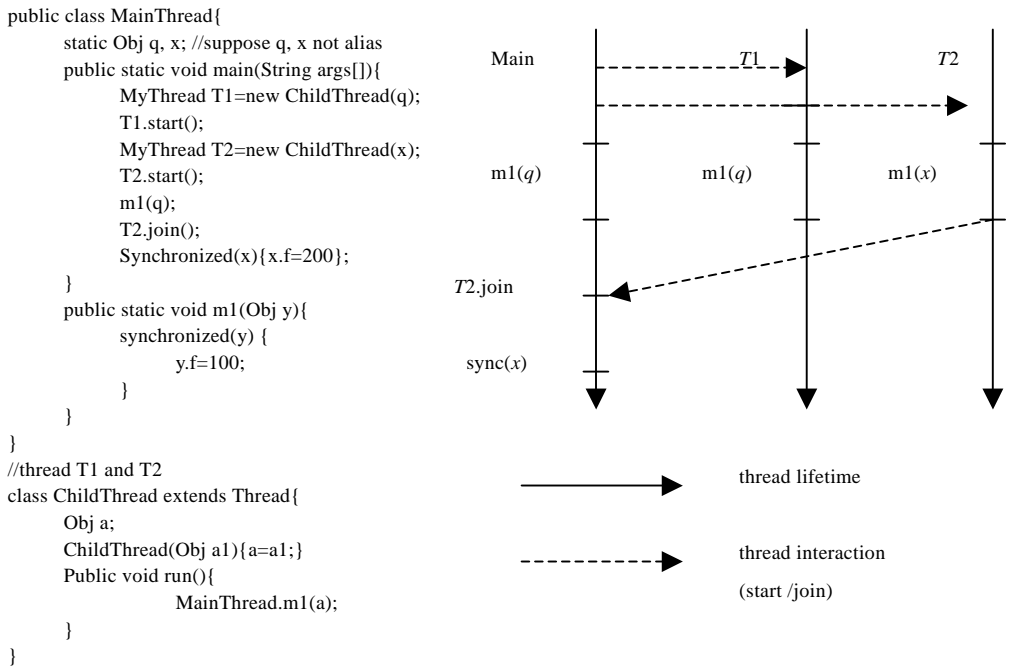 public class MainThread{
static Obj q, x; //suppose q, x not alias
public static void main(String args[]){
MyThread T1=new ChildThread(q);
T1.start();
MyThread T2=new ChildThread(x);
T2.start();
m1(q);
T2.join();
Synchronized(x){x.f=200};
}
public static void m1(Obj y){
synchronized(y) {
y.f=100;
}
}
}
//thread T1 and T2
class ChildThread extends Thread{
Obj a;
ChildThread(Obj a1){a=a1;}
Public void run(){
MainThread.m1(a);
}
}
Main
T1
T2
m1(q)
m1(q)
m1(x)
T2.join
sync(x)
thread lifetime
thread interaction
(start /join)